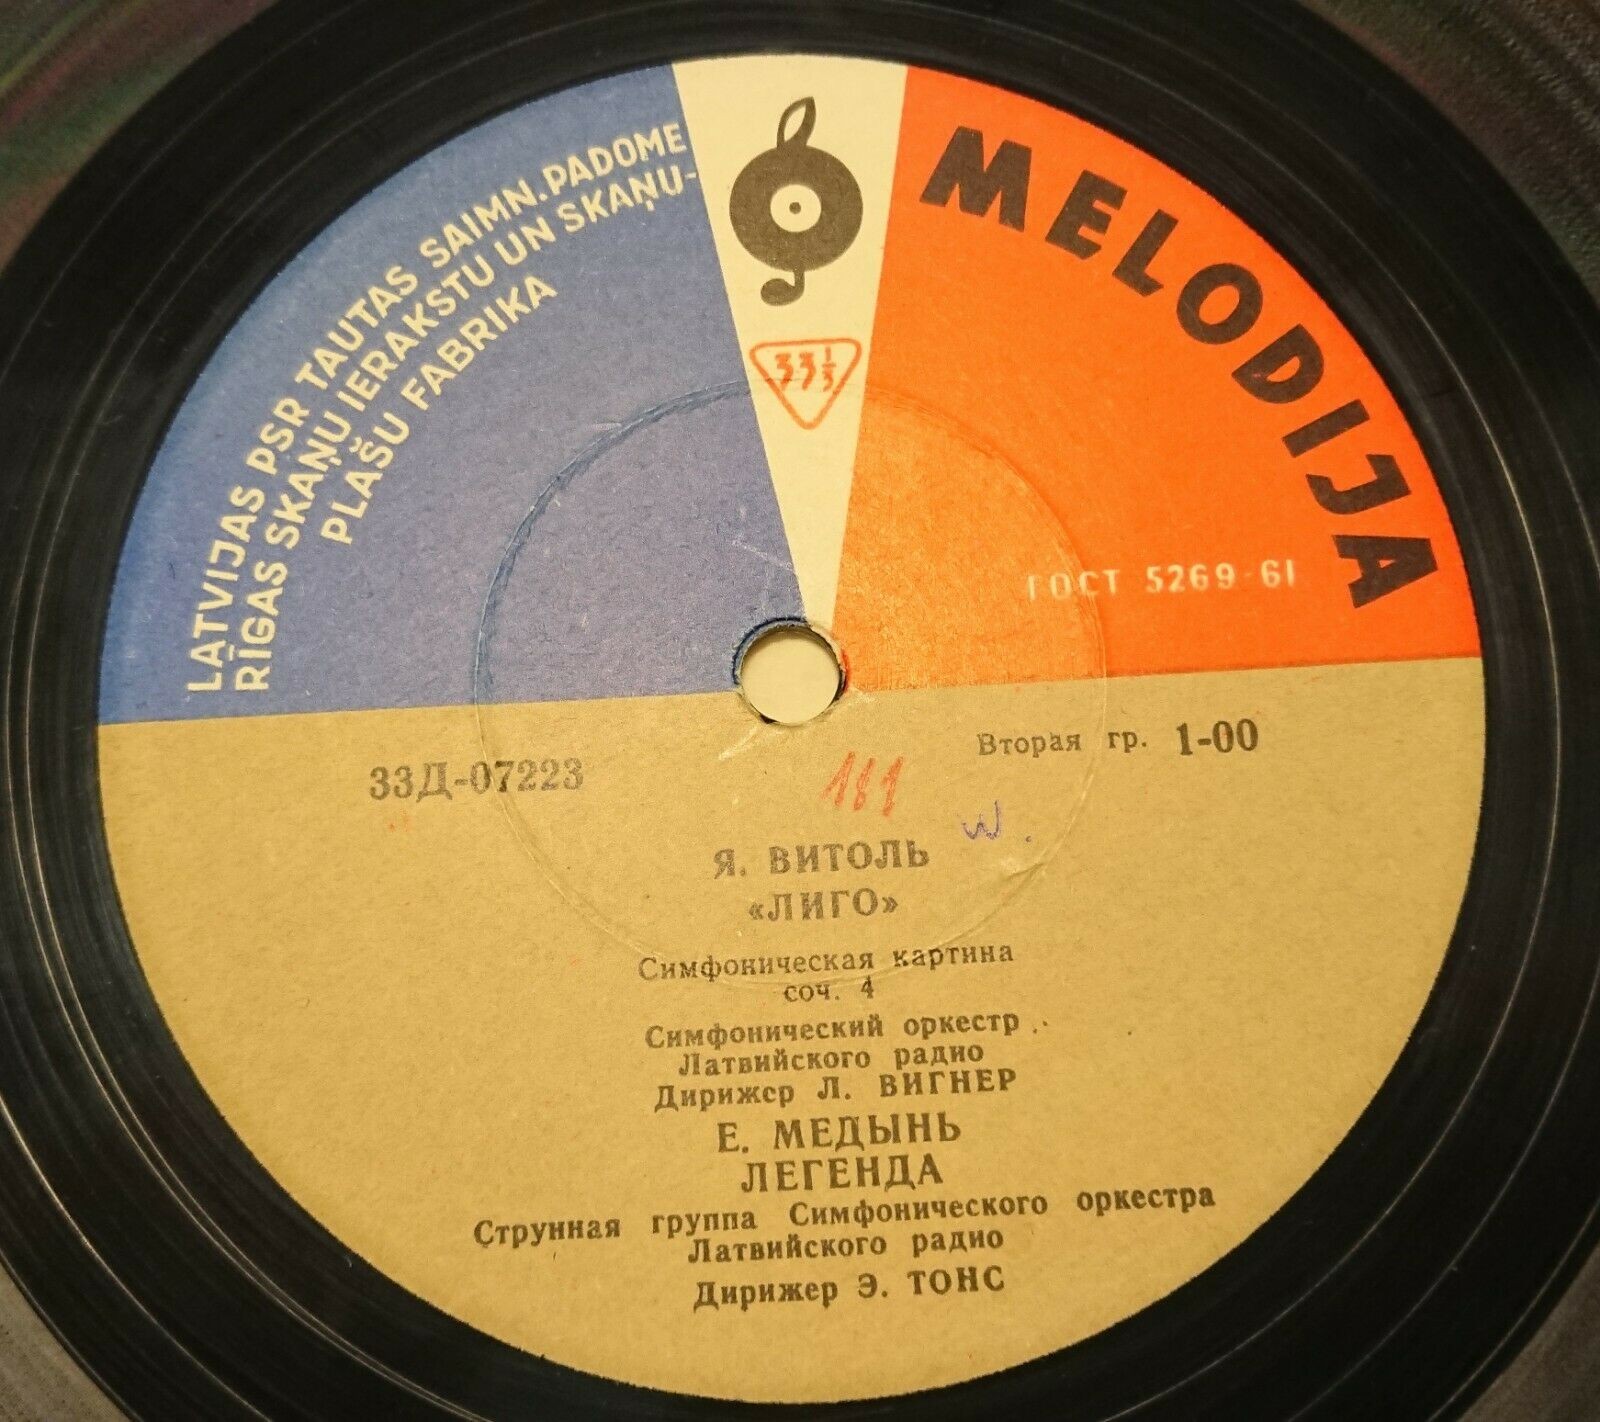 LATVIJAS PSR TAUTAS SAIMN. PADOME
RĪGAS SKAŅU IERAKSTU UN SKAŅU-
PLAŠU FABRIKA
33⅓
MELODIJA
ГОСТ 5269-61
33Д-07223
Вторая гр. 1-00
181
w.
Я. ВИТОЛЬ
«ЛИГО»
Симфоническая картина
соч. 4
Симфонический оркестр
Латвийского радио
Дирижер Л. ВИГНЕР
Е. МЕДЫНЬ
ЛЕГЕНДА
Струнная группа Симфонического оркестра
Латвийского радио
Дирижер Э. ТОНС